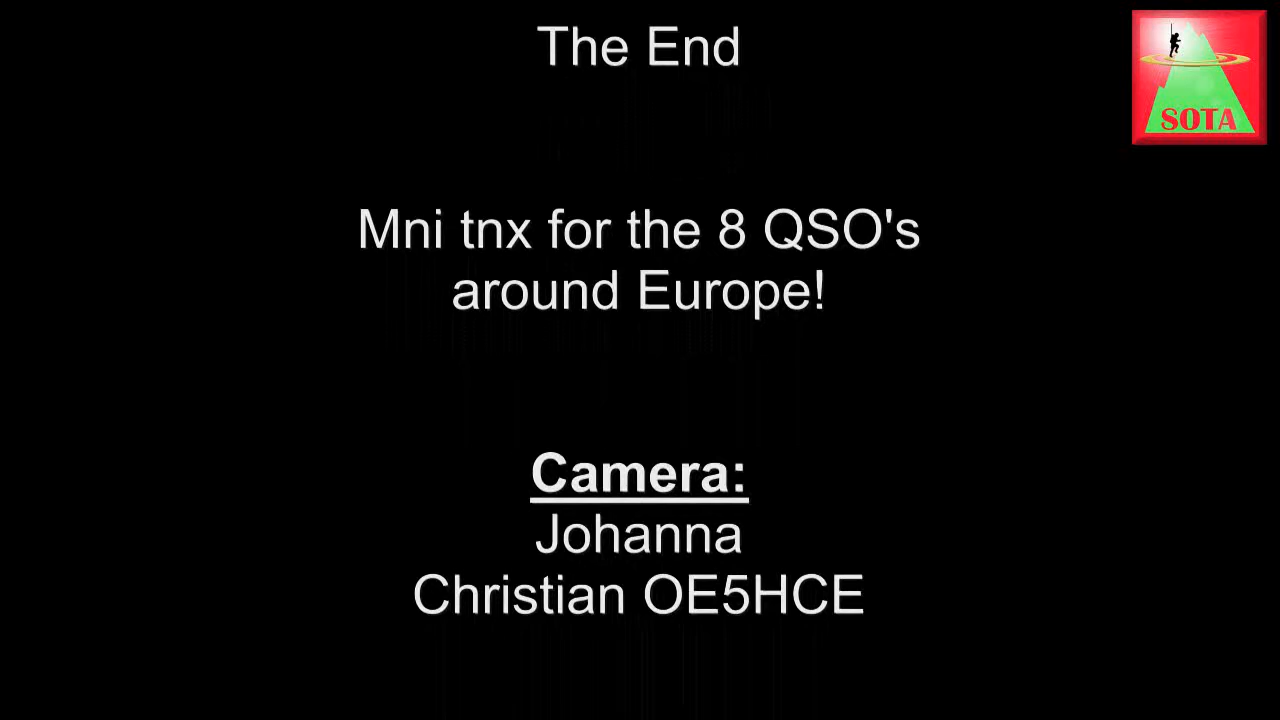 The End
SOTA
Mni tnx for the 8 QSO's
around Europe!
Camera:
Johanna
Christian OE5HCE